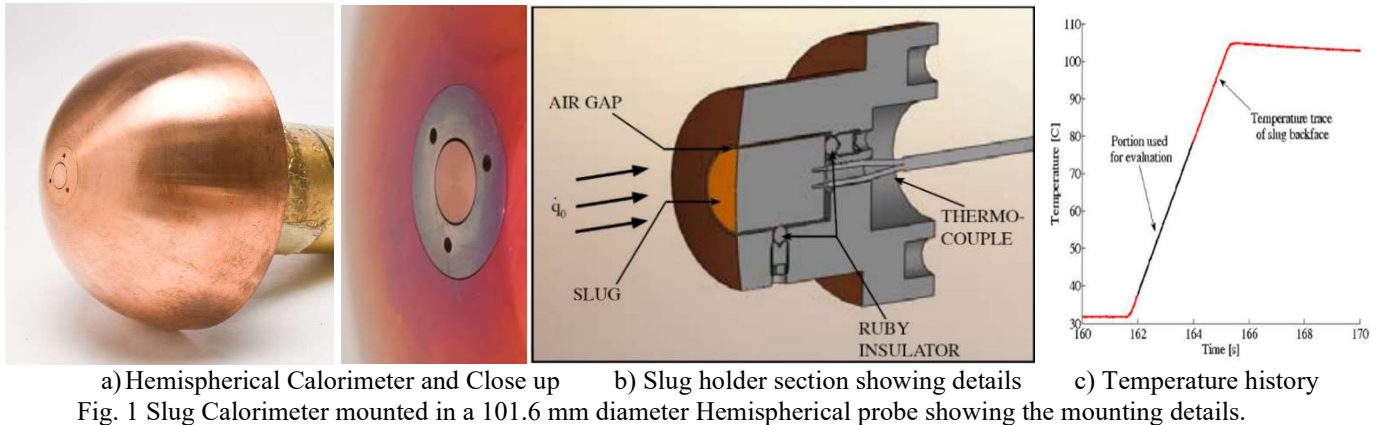 AIR GAP
q̇₀
SLUG
THERMO-
COUPLE
RUBY
INSULATOR
110
100
90
80
70
60
50
40
30
Temperature [C]
Portion used
for evaluation
Temperature trace
of slug backface
160
162
164
166
168
170
Time [s]
a) Hemispherical Calorimeter and Close up b) Slug holder section showing details c) Temperature history
Fig. 1 Slug Calorimeter mounted in a 101.6 mm diameter Hemispherical probe showing the mounting details.